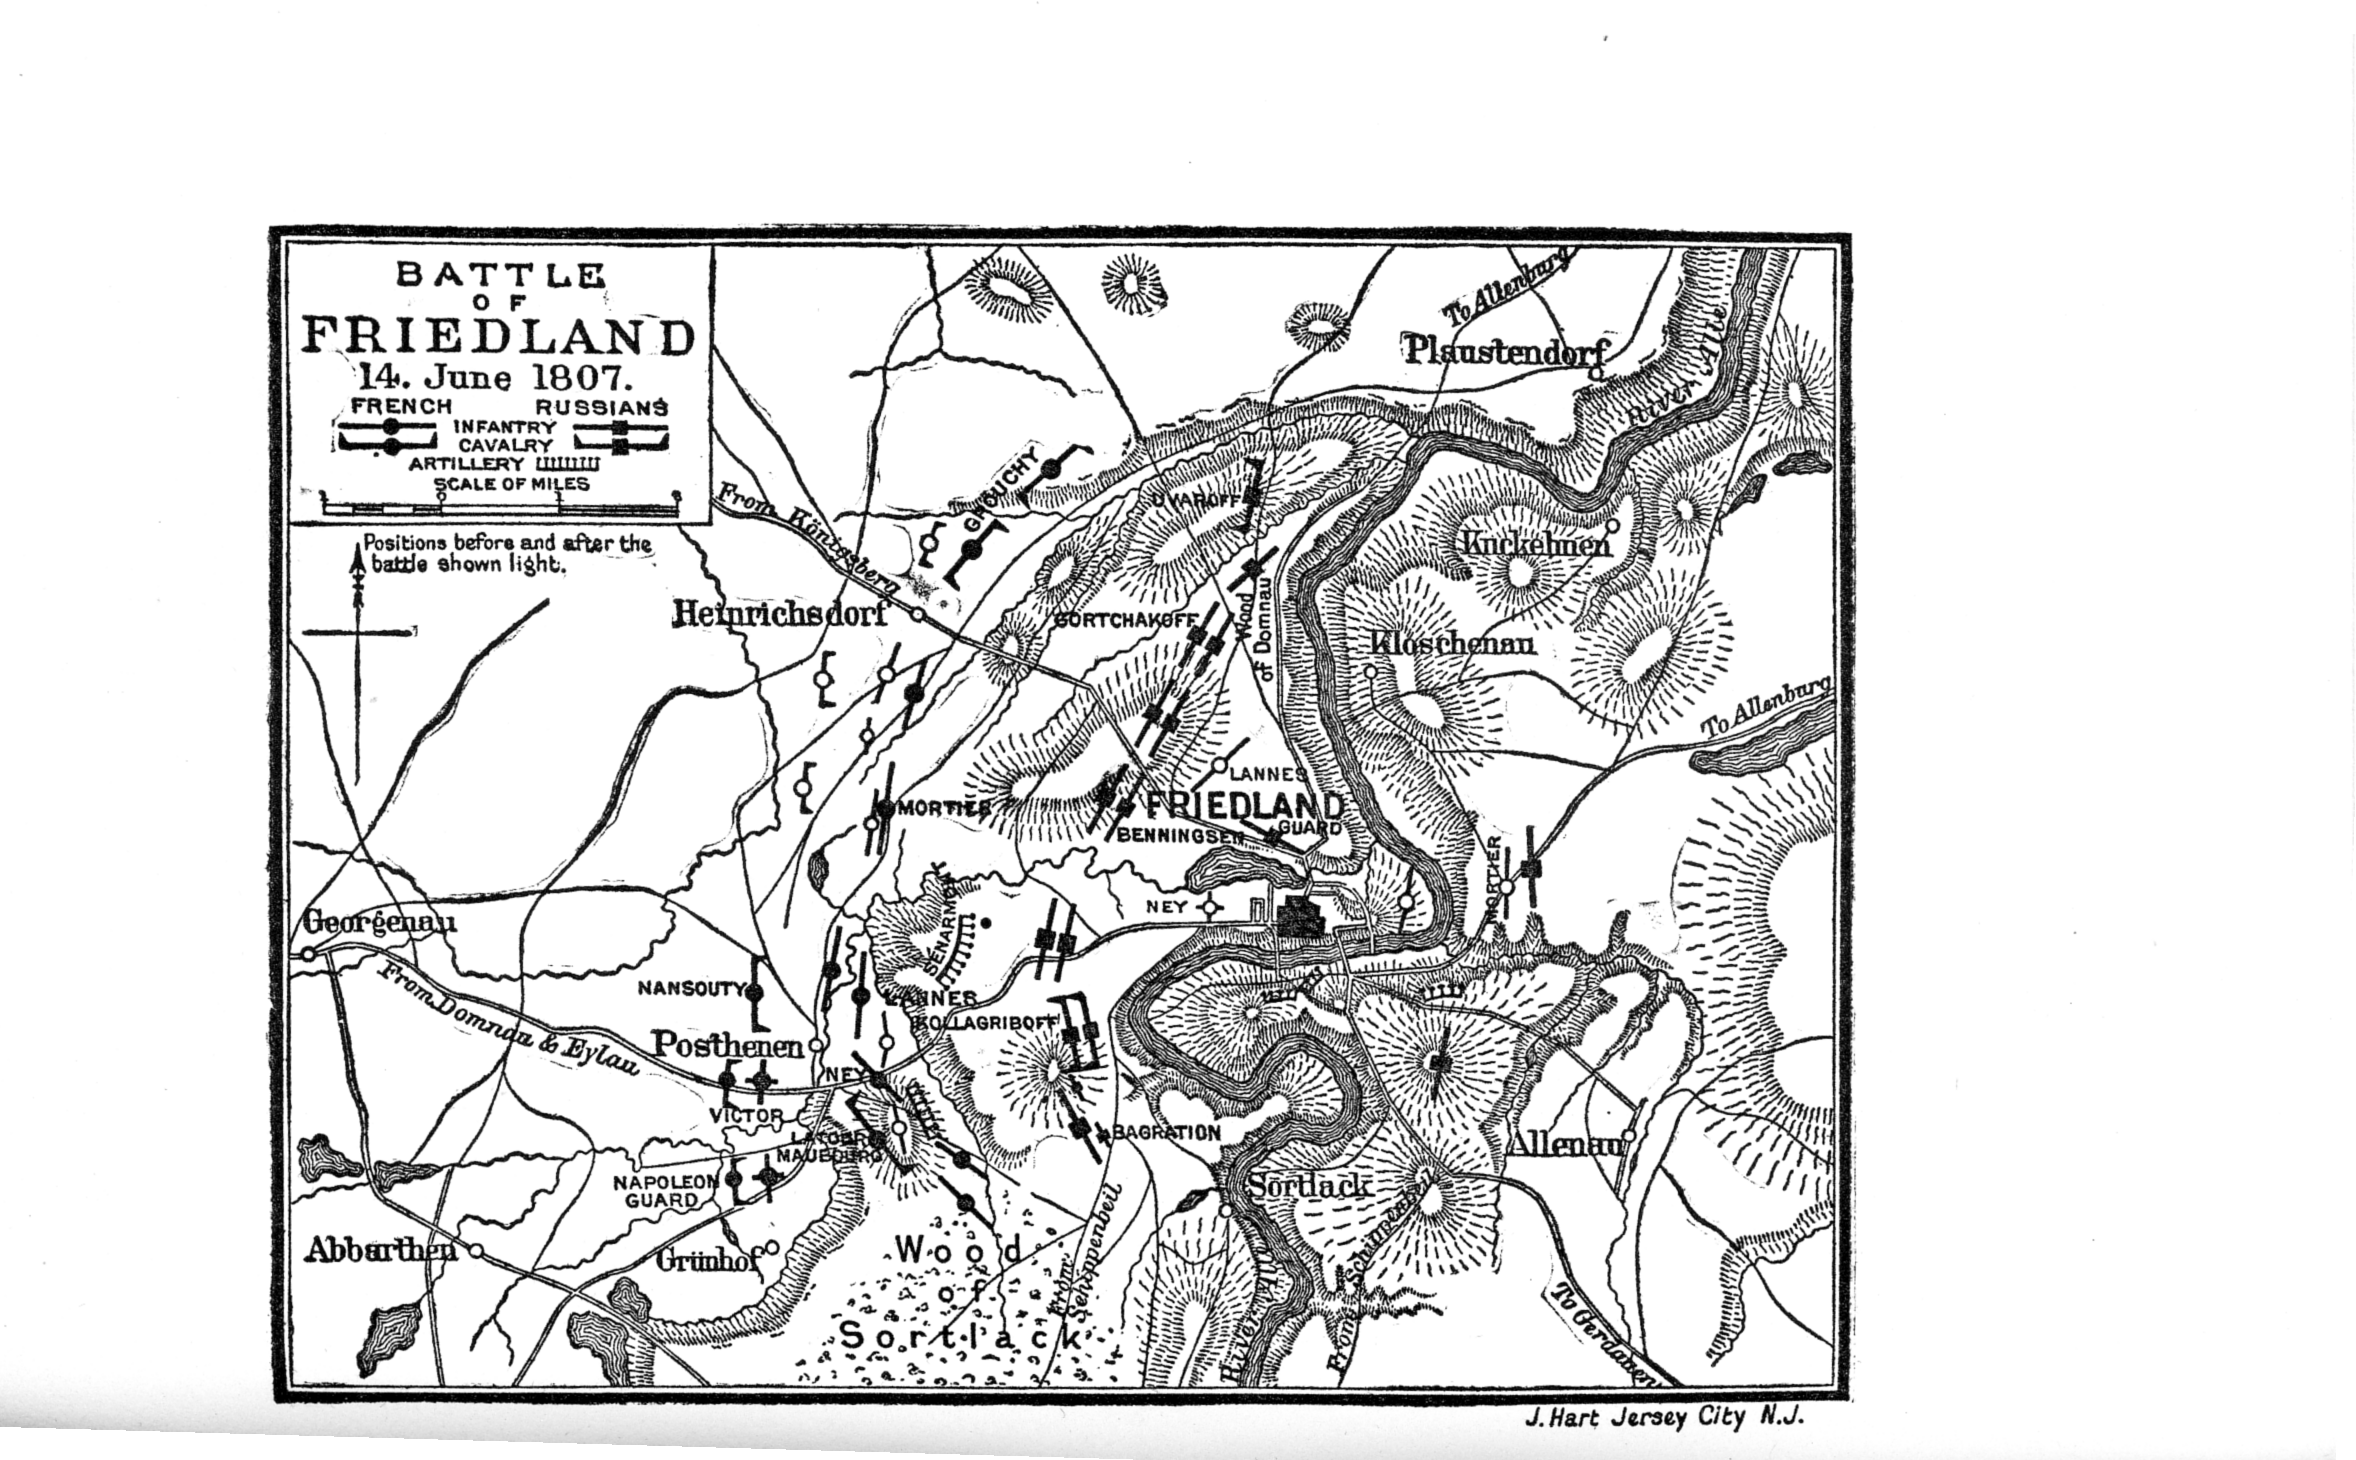 BATTLE
OF
FRIEDLAND
14. June 1807.
FRENCH RUSSIANS
INFANTRY
CAVALRY
ARTILLERY
SCALE OF MILES
Positions before and after the
battle shown light.
To Allenburg
Plaustendorf
River Alle
GROUCHY
UVAROFF
From Königsberg
Knckehnen
Heinrichsdorf
GORTCHAKOFF
Wood
of Domnau
Kloschenau
To Allenburg
LANNES
MORTIER
FRIEDLAND
BENNINGSEN
GUARD
MORTIER
SENARMONT
NEY
Georgenau
From Domnau & Eylau
NANSOUTY
LANNES
KOLLAGRIBOFF
Posthenen
NEY
VICTOR
LATOUR
MAUBOURG
BAGRATION
Allenau
NAPOLEON
GUARD
Sortlack
Abbarthen
Grünhof
Wood
of
Sortlack
From
Schippenbeil
River Alle
From Schippenbeil
To Gerdauen
J. Hart Jersey City N.J.